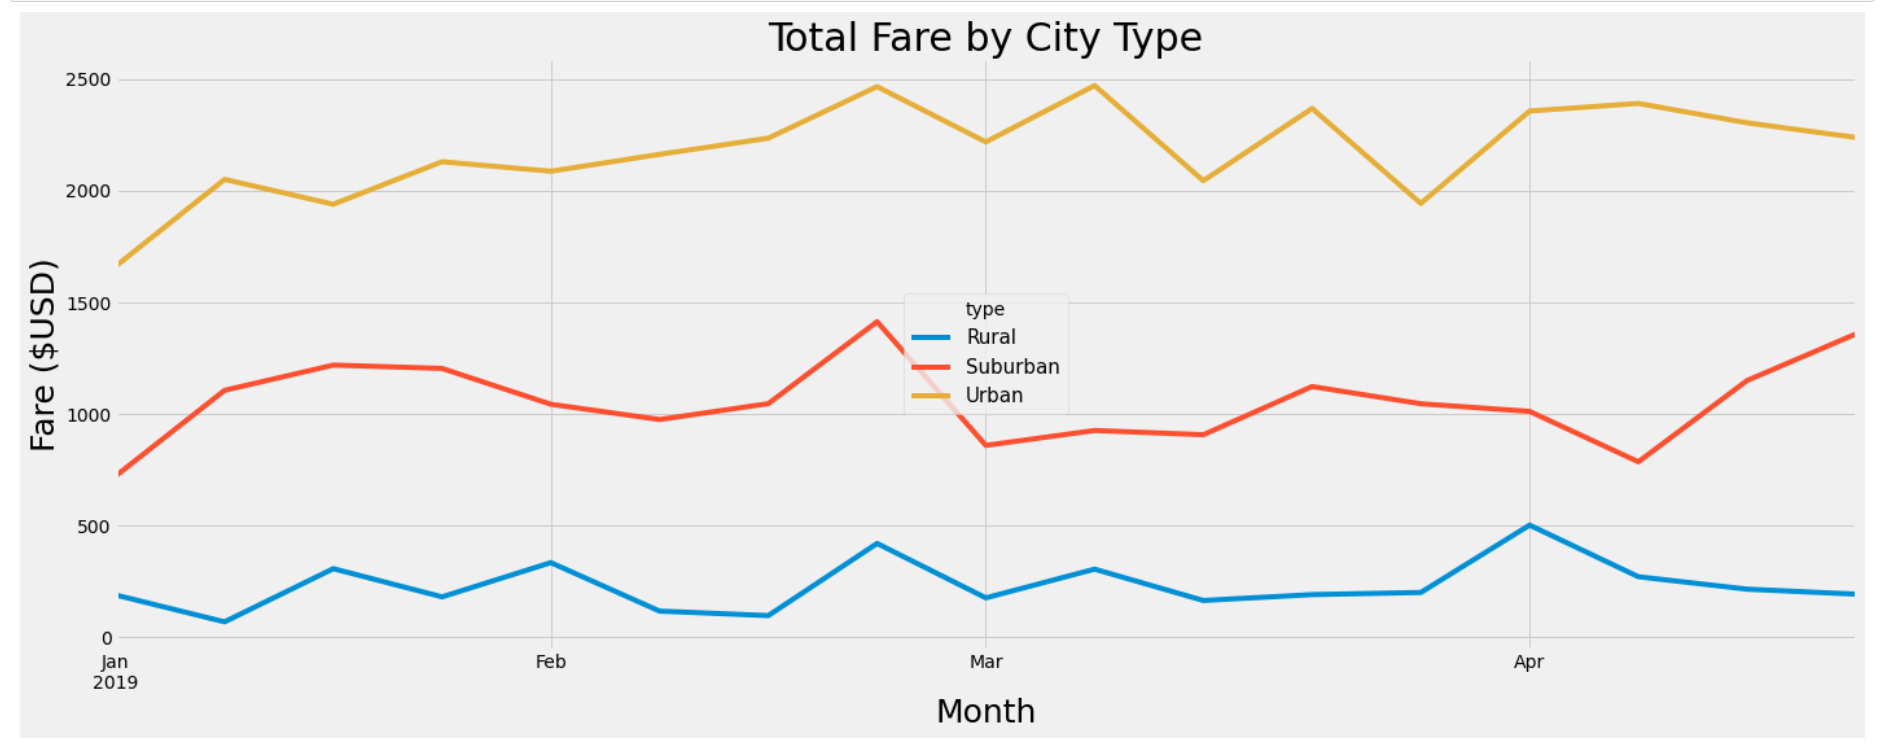 Total Fare by City Type
Fare ($USD)
2500
2000
1500
1000
500
0
type
Rural
Suburban
Urban
Jan Feb Mar Apr
2019
Month